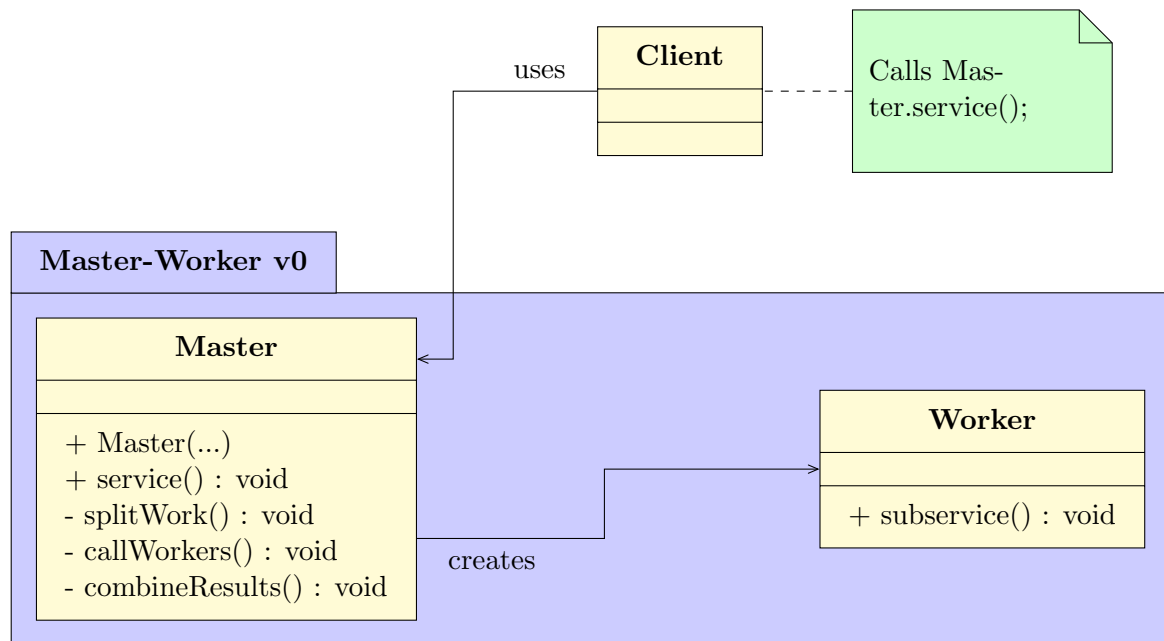 Client
uses
Calls Mas-
ter.service();
Master-Worker v0
Master
+ Master(...)
+ service() : void
- splitWork() : void
- callWorkers() : void
- combineResults() : void
creates
Worker
+ subservice() : void